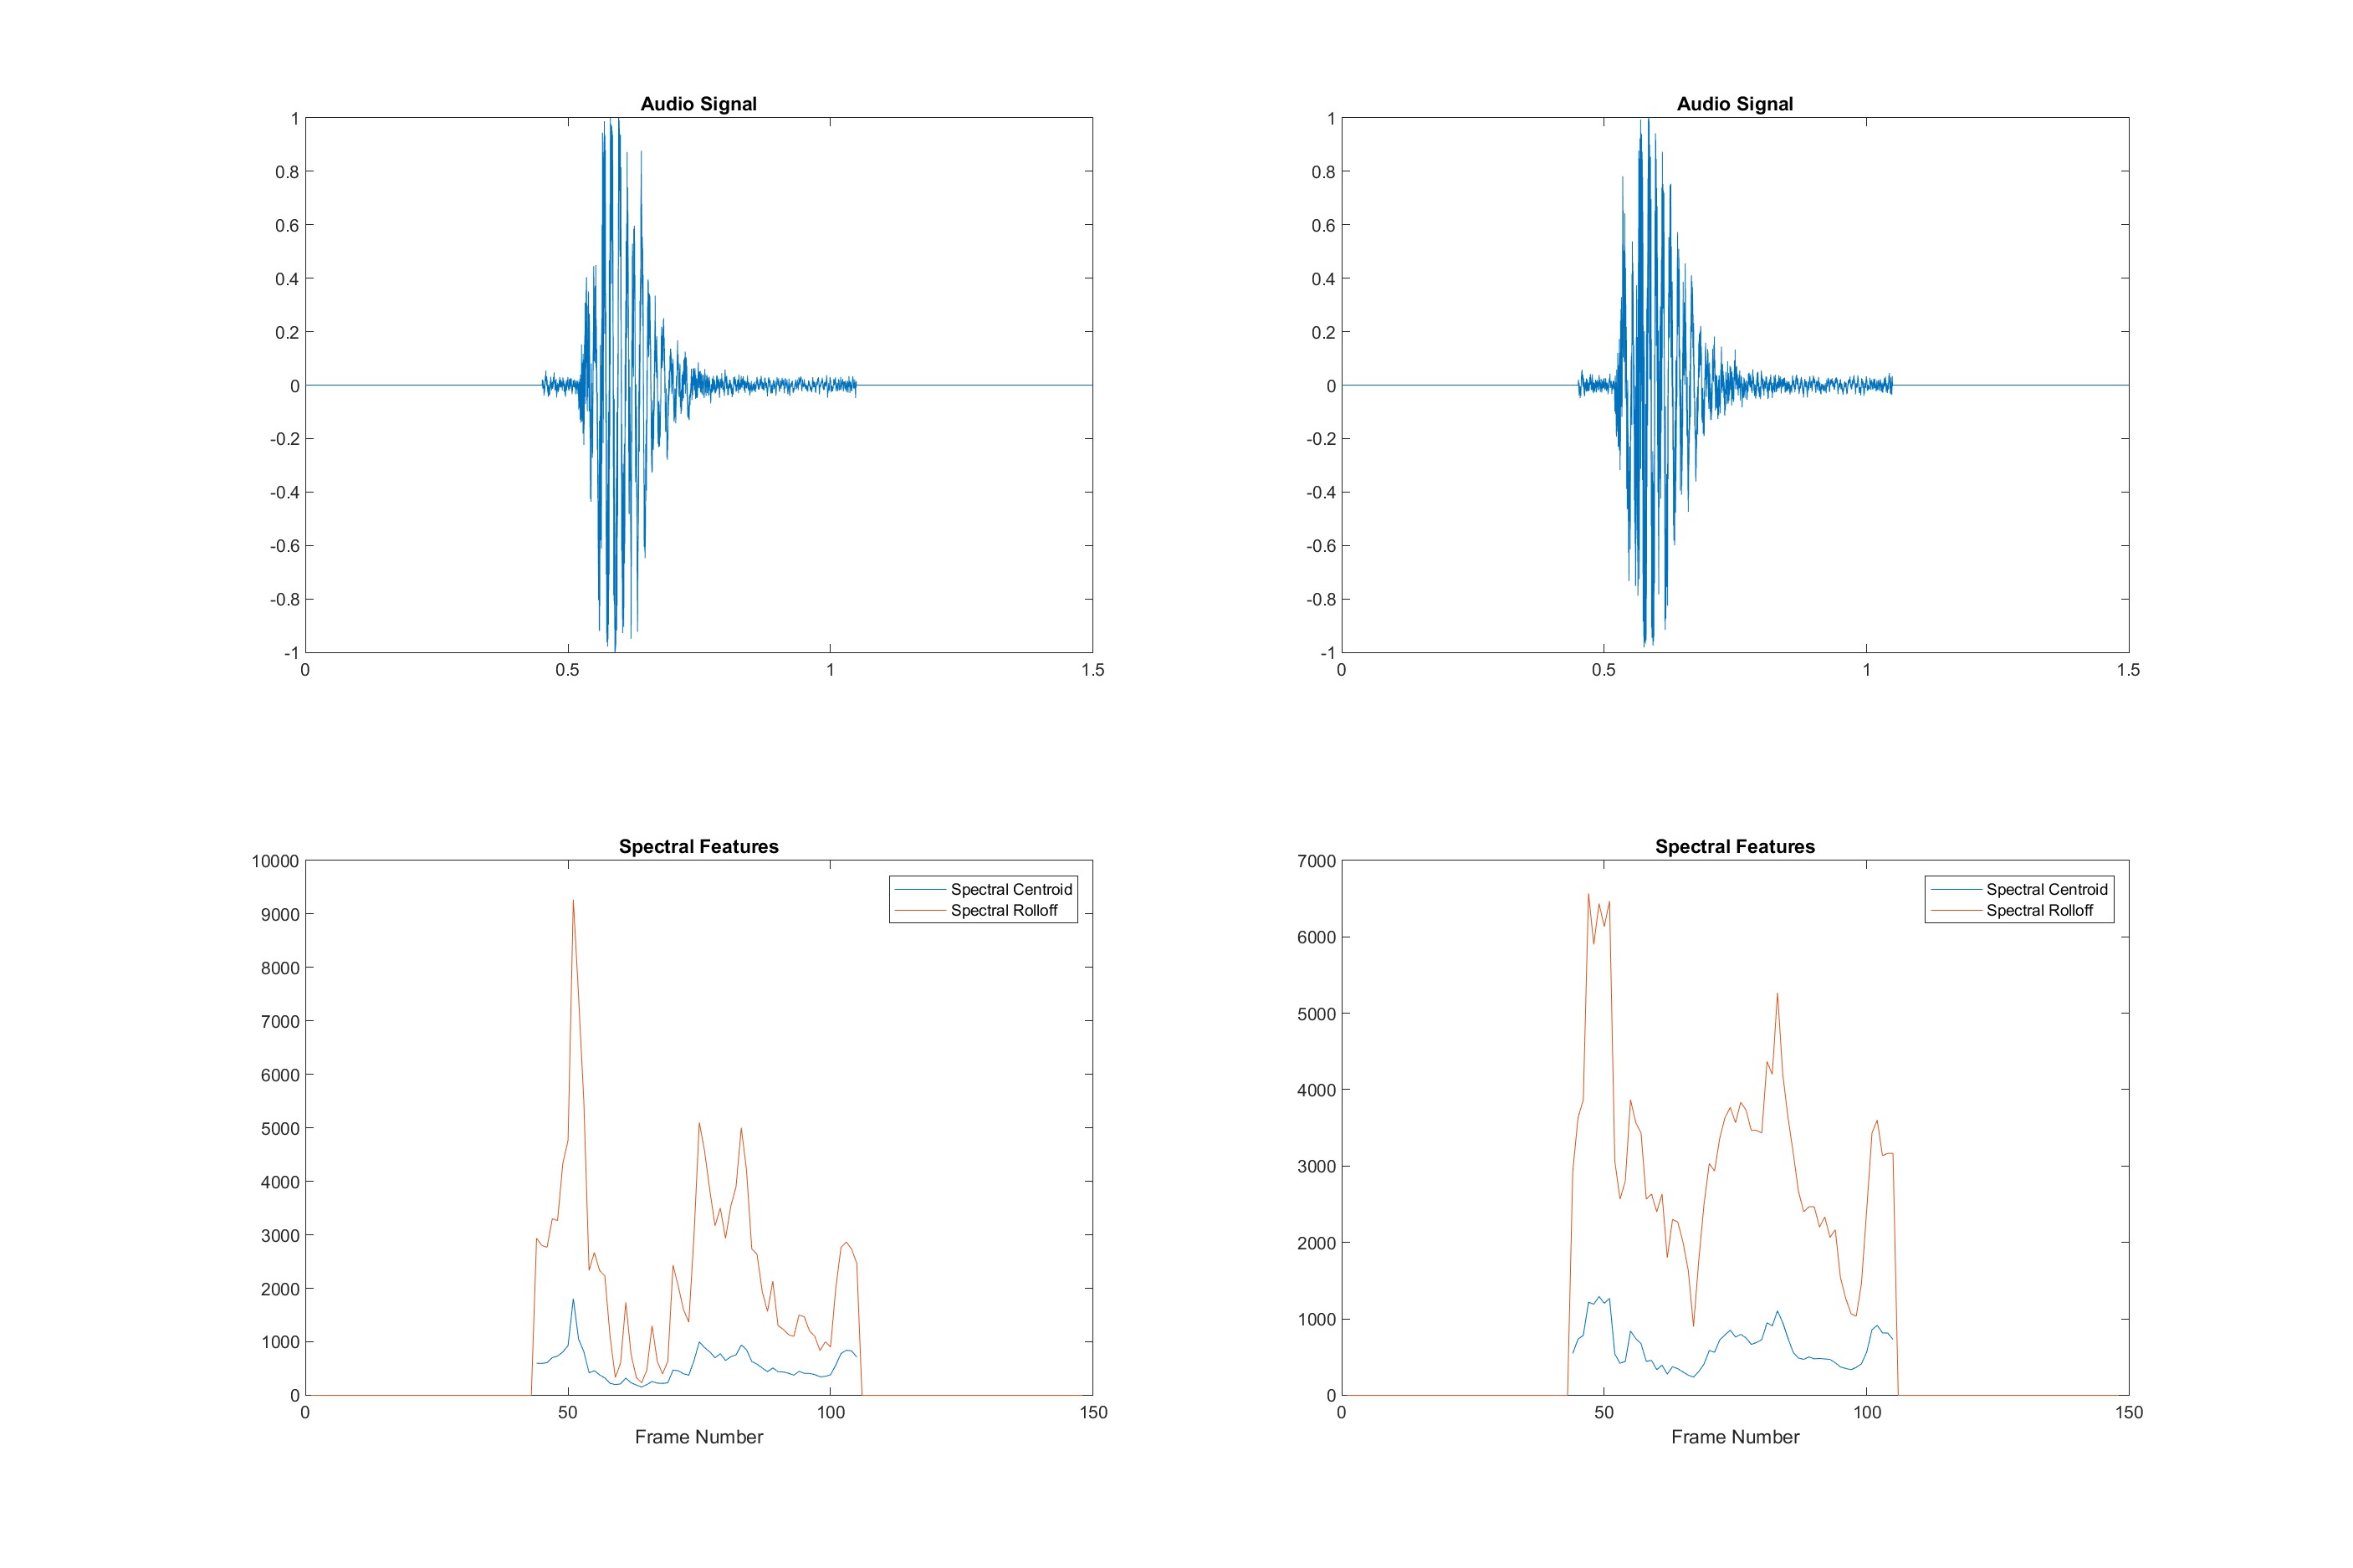 Audio Signal
1
0.8
0.6
0.4
0.2
0
-0.2
-0.4
-0.6
-0.8
-1
0 0.5 1 1.5
Audio Signal
1
0.8
0.6
0.4
0.2
0
-0.2
-0.4
-0.6
-0.8
-1
0 0.5 1 1.5
Spectral Features
10000
9000
8000
7000
6000
5000
4000
3000
2000
1000
0
Spectral Centroid
Spectral Rolloff
0 50 100 150
Frame Number
Spectral Features
7000
6000
5000
4000
3000
2000
1000
0
Spectral Centroid
Spectral Rolloff
0 50 100 150
Frame Number